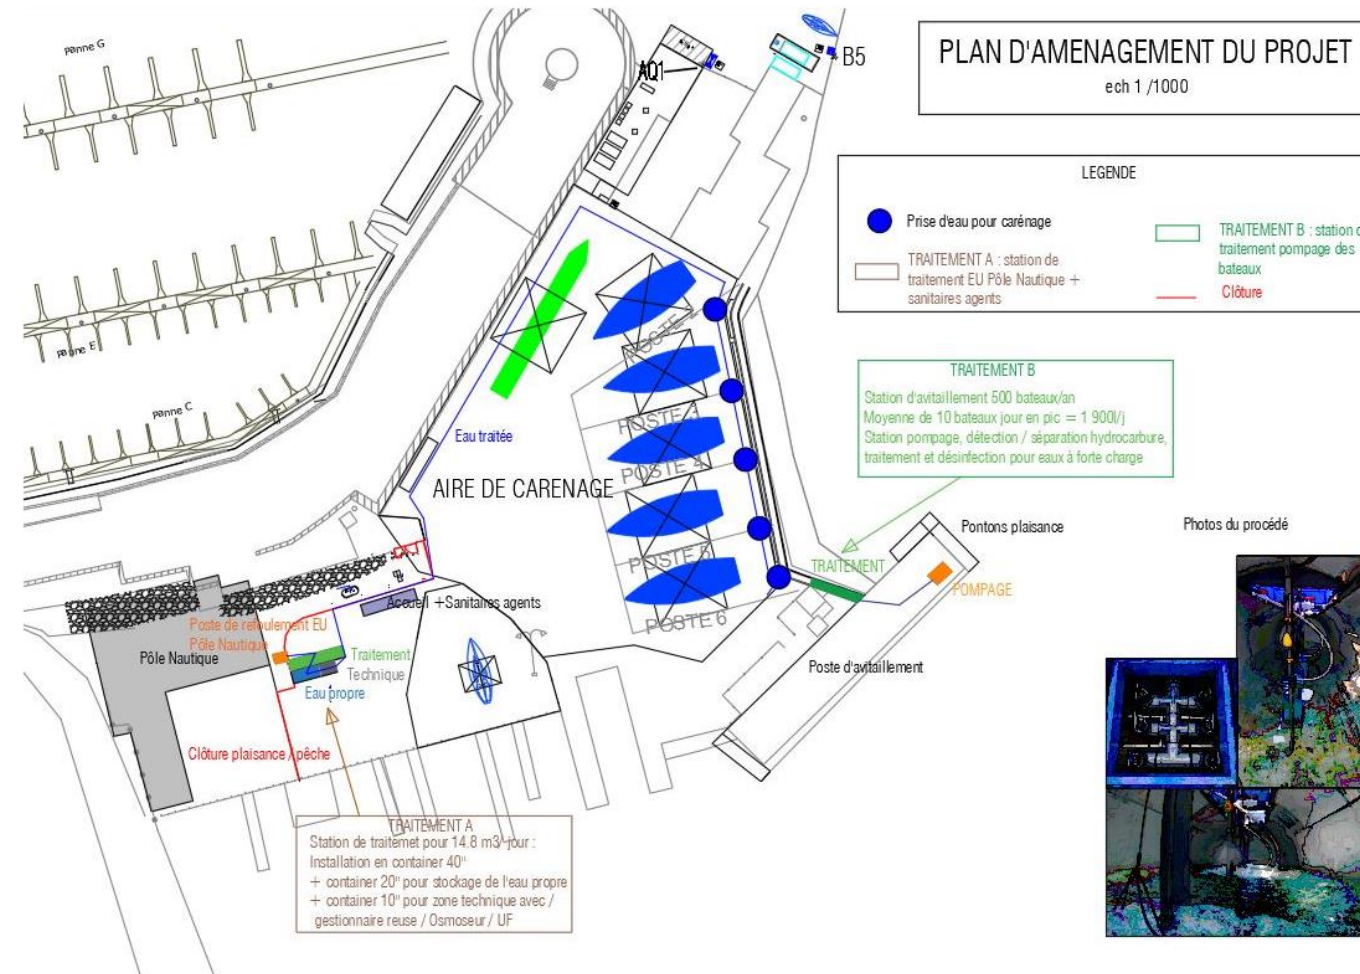 PLAN D'AMENAGEMENT DU PROJET
ech 1 /1000
Panne G
AQ1
B5
LEGENDE
Prise d'eau pour carénage
TRAITEMENT A : station de
traitement EU Pôle Nautique +
sanitaires agents
TRAITEMENT B : station
traitement pompage des
bateaux
Clôture
Panne E
Panne C
Eau traitée
AIRE DE CARENAGE
POSTE 2
POSTE 3
POSTE 4
POSTE 5
POSTE 6
TRAITEMENT B
Station d'avitaillement 500 bateaux/an
Moyenne de 10 bateaux jour en pic = 1 900l/j
Station pompage, détection / séparation hydrocarbure,
traitement et désinfection pour eaux à forte charge
Pontons plaisance
Photos du procédé
TRAITEMENT
POMPAGE
Accueil +Sanitaires agents
Poste de refoulement EU
Pôle Nautique
Pôle Nautique
Traitement
Technique
Eau propre
Poste d'avitaillement
Clôture plaisance / pêche
TRAITEMENT A
Station de traitemet pour 14.8 m3/ jour :
Installation en container 40"
+ container 20" pour stockage de l'eau propre
+ container 10" pour zone technique avec /
gestionnaire reuse / Osmoseur / UF